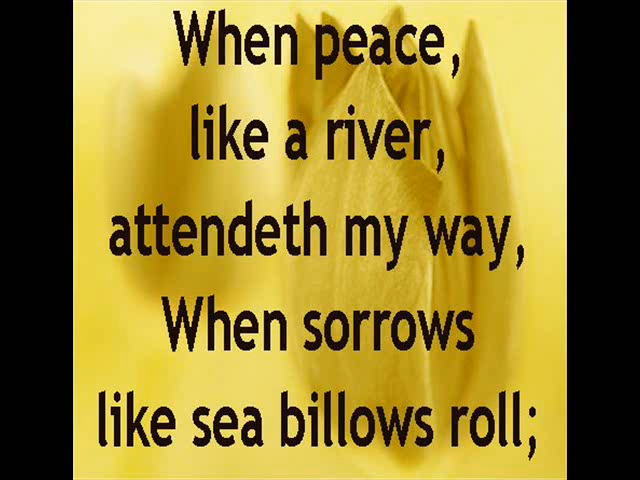 When peace,
like a river,
attendeth my way,
When sorrows
like sea billows roll;